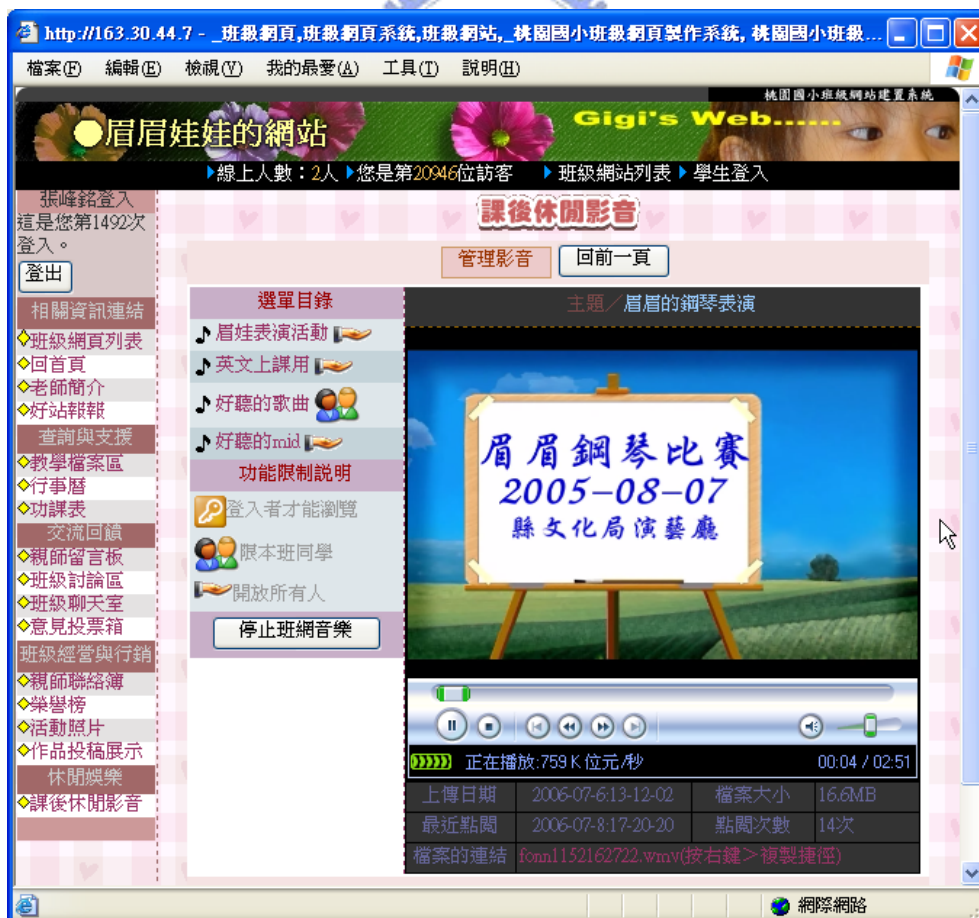 http://163.30.44.7 - _班級網頁,班級網頁系統,班級網站,_桃園國小班級網頁製作系統, 桃園國小班級...
檔案(F) 編輯(E) 檢視(V) 我的最愛(A) 工具(T) 說明(H)
桃園國小班級網站建置系統
眉眉娃娃的網站
Gigi's Web......
線上人數：2人 您是第20946位訪客 班級網站列表 學生登入
張峰銘登入
這是您第1492次
登入。
登出
相關資訊連結
班級網頁列表
回首頁
老師簡介
好站報報
查詢與支援
教學檔案區
行事曆
功課表
交流回饋
親師留言板
班級討論區
班級聊天室
意見投票箱
班級經營與行銷
親師聯絡簿
榮譽榜
活動照片
作品投稿展示
休閒娛樂
課後休閒影音
課後休閒影音
管理影音 回前一頁
選單目錄
眉娃表演活動
英文上課用
好聽的歌曲
好聽的mid
功能限制說明
登入者才能瀏覽
限本班同學
開放所有人
停止班網音樂
主題／眉眉的鋼琴表演
眉眉鋼琴比賽
2005-08-07
縣文化局演藝廳
正在播放:759 K 位元/秒 00:04 / 02:51
上傳日期 2006-07-6:13-12-02 檔案大小 16.6MB
最近點閱 2006-07-8:17-20-20 點閱次數 14次
檔案的連結 fonn1152162722.wmv(按右鍵＞複製捷徑)
網際網路